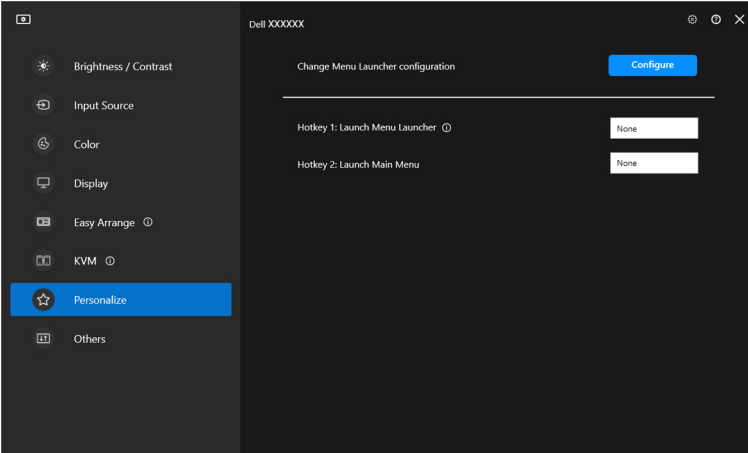 Dell XXXXXX
Brightness / Contrast
Input Source
Color
Display
Easy Arrange
KVM
Personalize
Others
Change Menu Launcher configuration
Configure
Hotkey 1: Launch Menu Launcher
None
Hotkey 2: Launch Main Menu
None